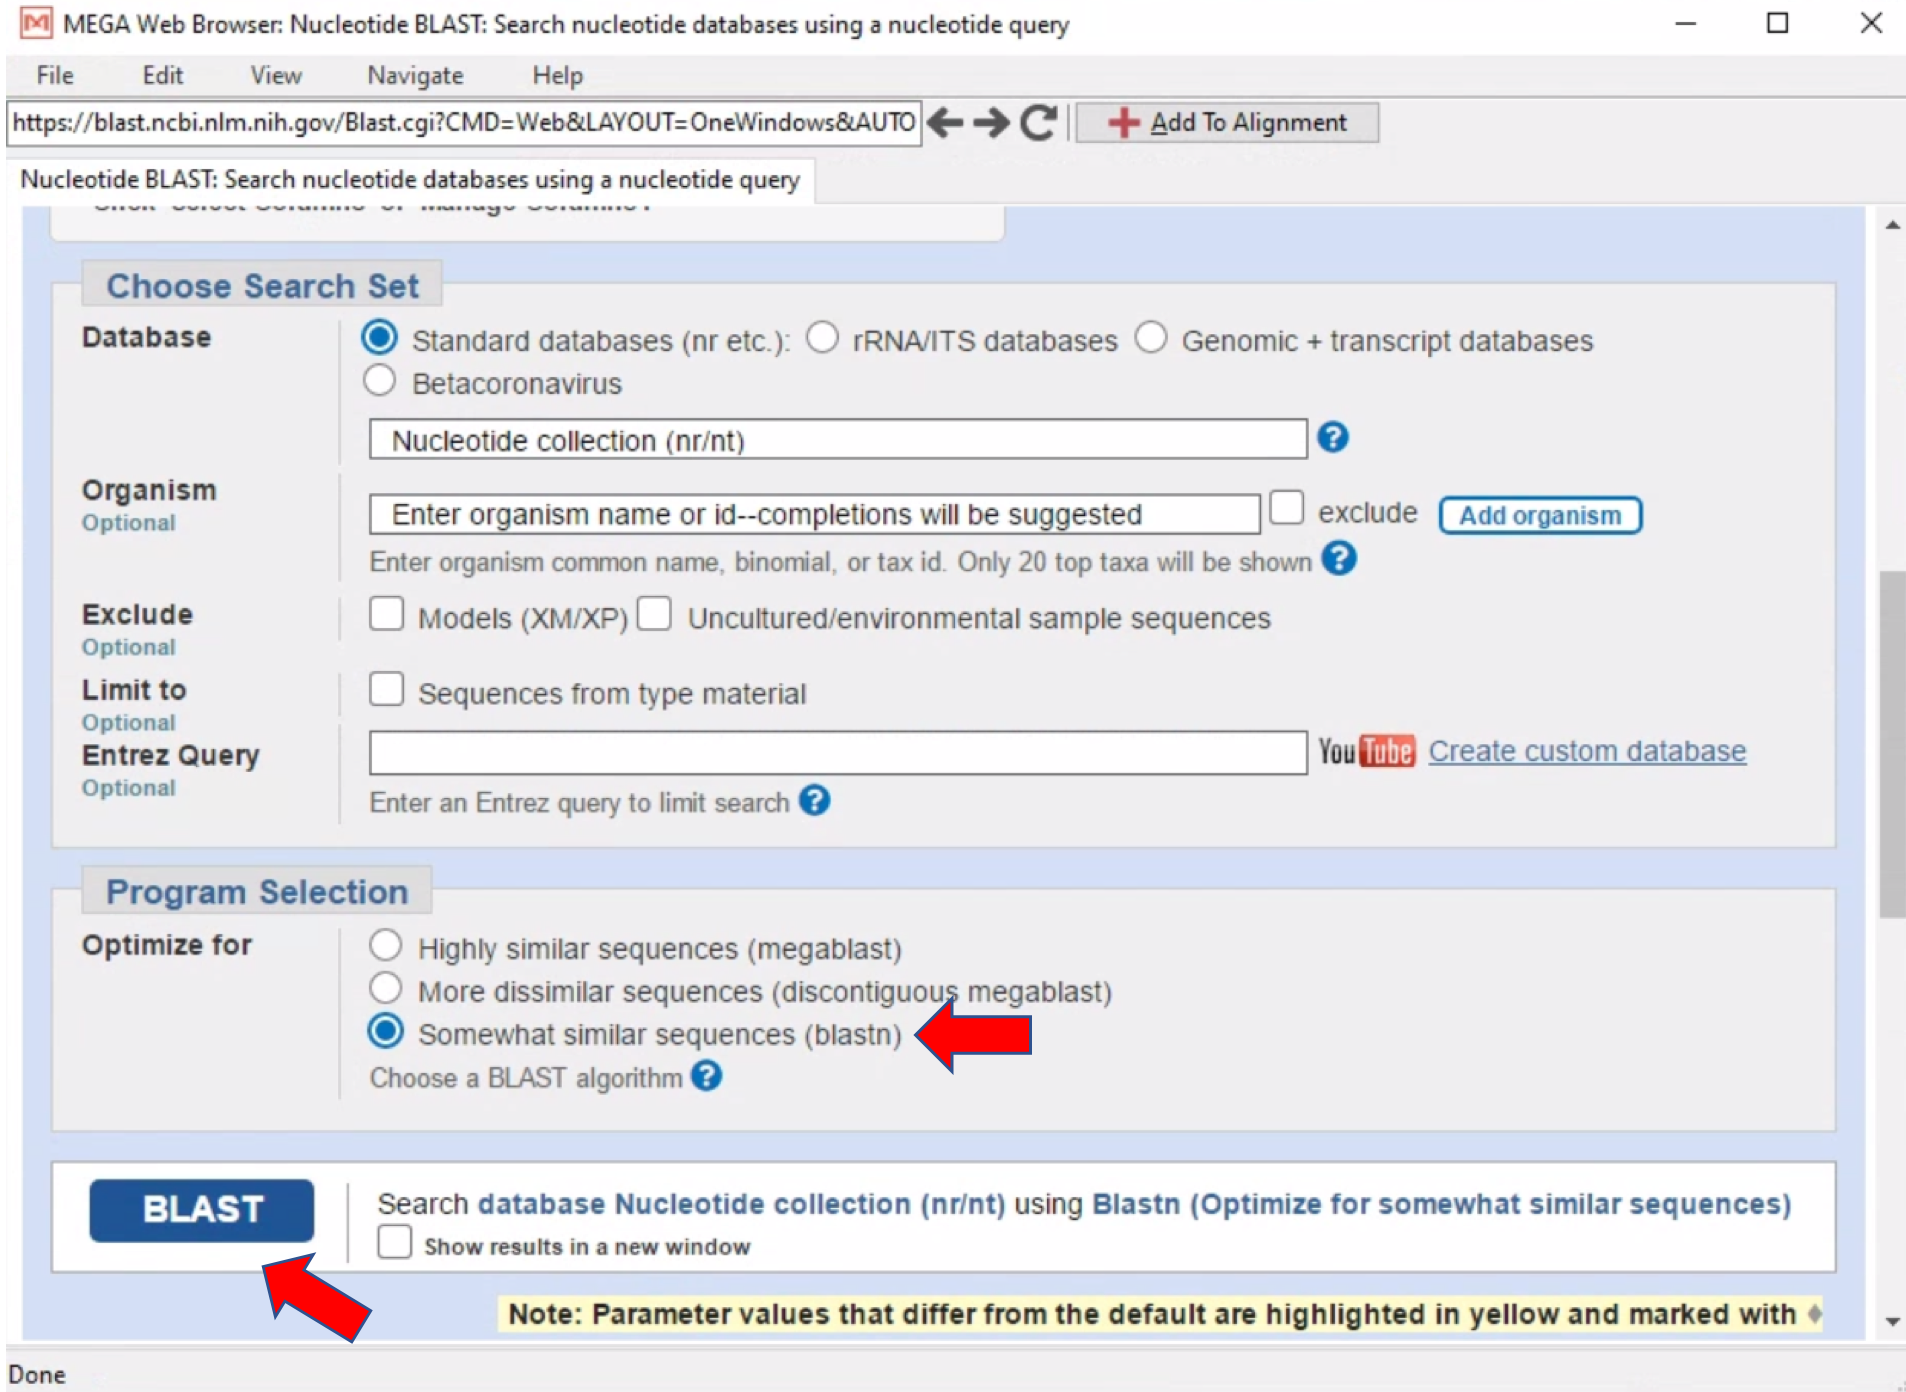 MEGA Web Browser: Nucleotide BLAST: Search nucleotide databases using a nucleotide query
File Edit View Navigate Help
https://blast.ncbi.nlm.nih.gov/Blast.cgi?CMD=Web&LAYOUT=OneWindows&AUTO Add To Alignment
Nucleotide BLAST: Search nucleotide databases using a nucleotide query
Choose Search Set
Database Standard databases (nr etc.): rRNA/ITS databases Genomic + transcript databases
Betacoronavirus
Nucleotide collection (nr/nt) ?
Organism
Optional
Enter organism name or id--completions will be suggested exclude Add organism
Enter organism common name, binomial, or tax id. Only 20 top taxa will be shown ?
Exclude Models (XM/XP) Uncultured/environmental sample sequences
Optional
Limit to Sequences from type material
Optional
Entrez Query YouTube Create custom database
Optional
Enter an Entrez query to limit search ?
Program Selection
Optimize for Highly similar sequences (megablast)
More dissimilar sequences (discontiguous megablast)
Somewhat similar sequences (blastn)
Choose a BLAST algorithm ?
BLAST Search database Nucleotide collection (nr/nt) using Blastn (Optimize for somewhat similar sequences)
Show results in a new window
Note: Parameter values that differ from the default are highlighted in yellow and marked with ♦
Done